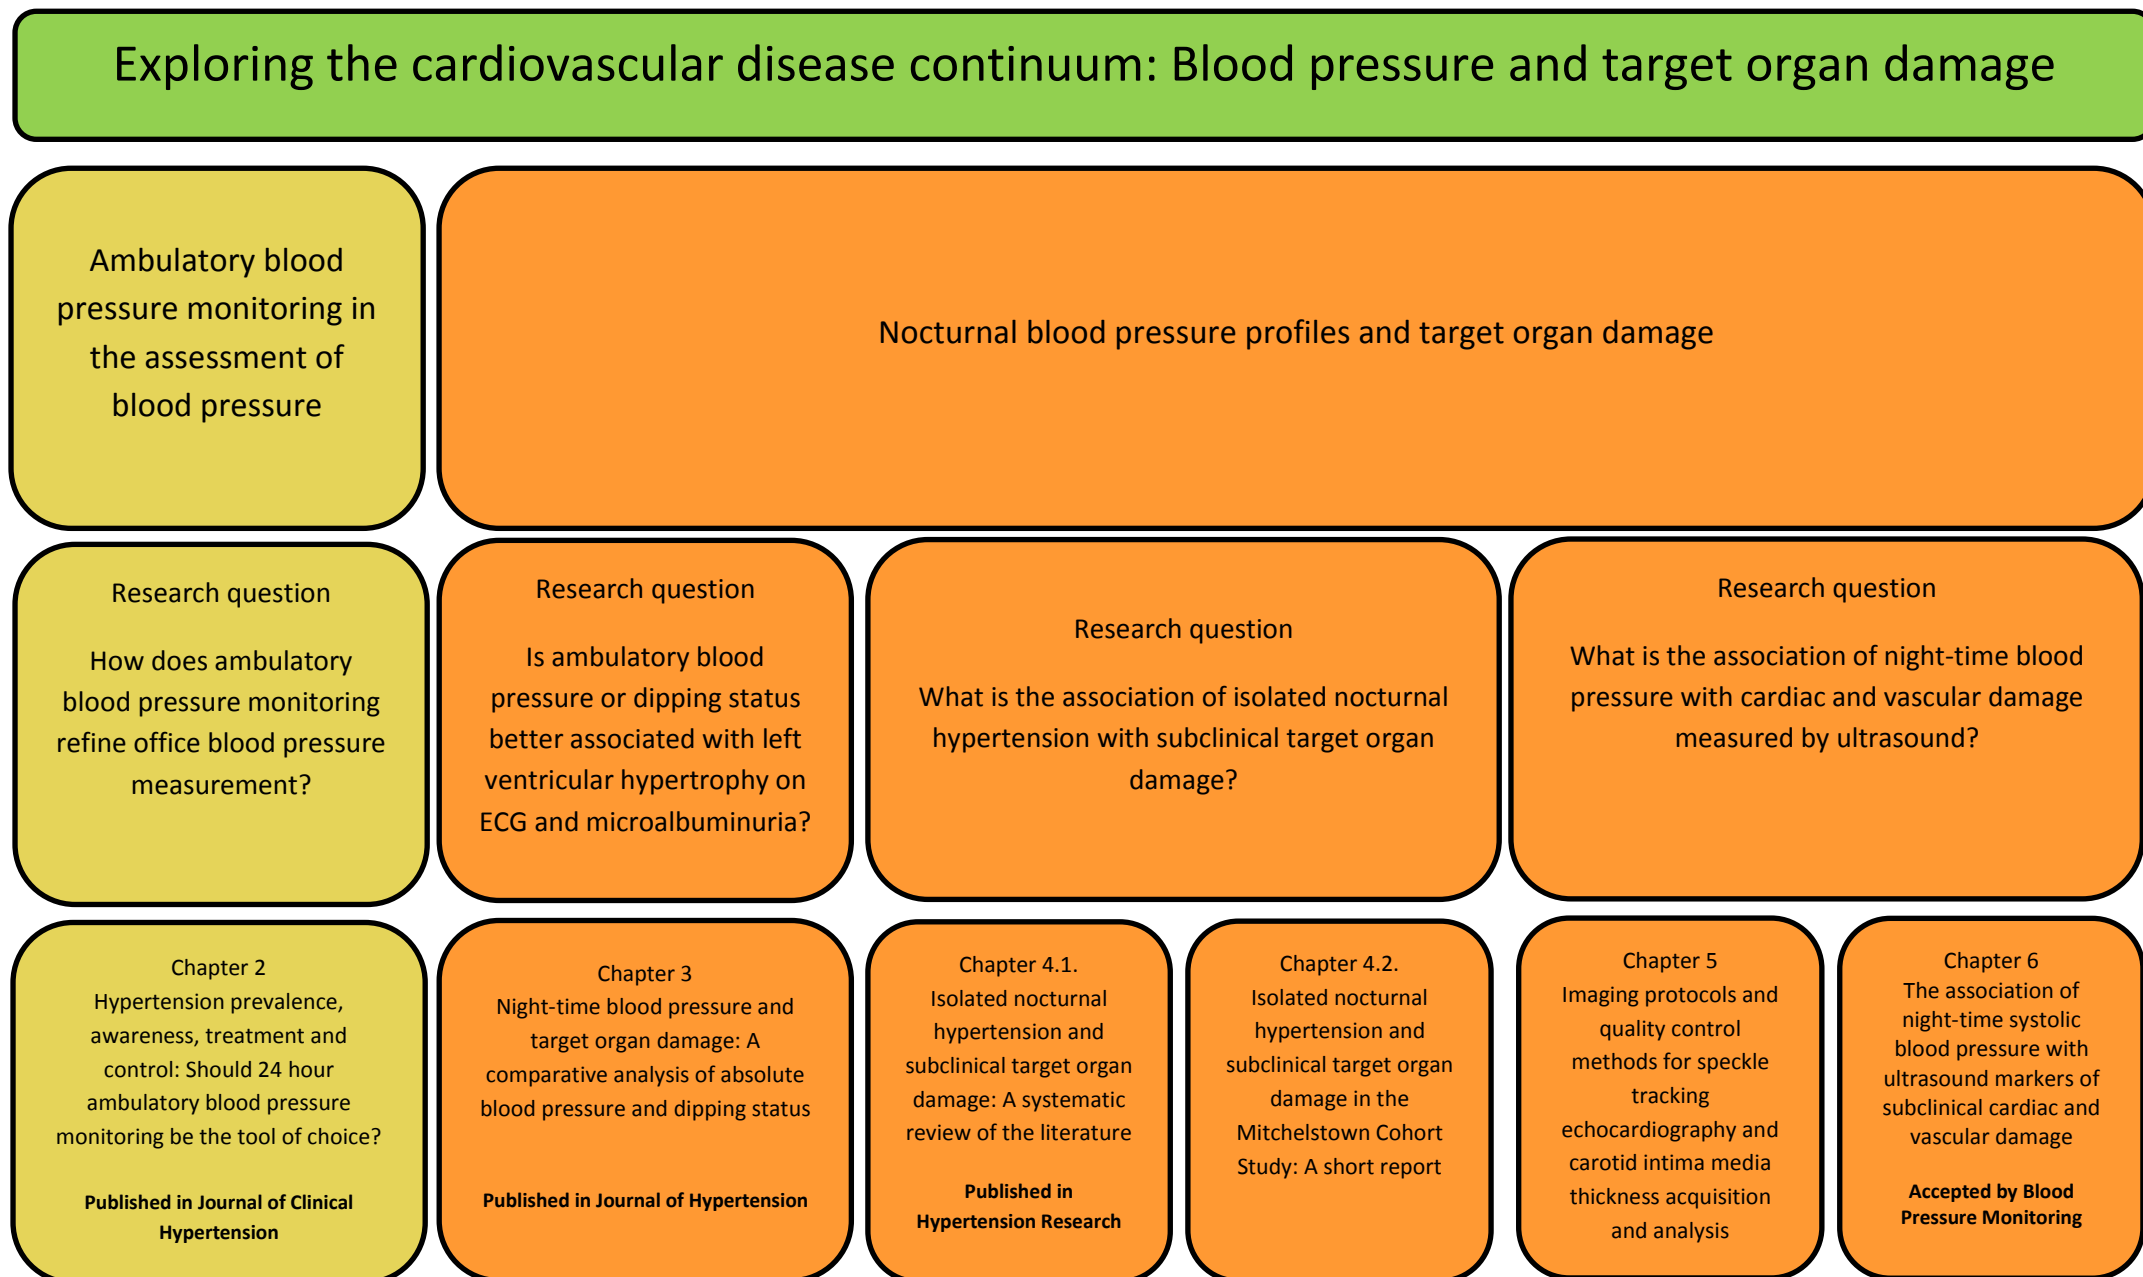 Exploring the cardiovascular disease continuum: Blood pressure and target organ damage
Ambulatory blood
pressure monitoring in
the assessment of
blood pressure
Nocturnal blood pressure profiles and target organ damage
Research question
How does ambulatory
blood pressure monitoring
refine office blood pressure
measurement?
Research question
Is ambulatory blood
pressure or dipping status
better associated with left
ventricular hypertrophy on
ECG and microalbuminuria?
Research question
What is the association of isolated nocturnal
hypertension with subclinical target organ
damage?
Research question
What is the association of night-time blood
pressure with cardiac and vascular damage
measured by ultrasound?
Chapter 2
Hypertension prevalence,
awareness, treatment and
control: Should 24 hour
ambulatory blood pressure
monitoring be the tool of choice?
Published in Journal of Clinical
Hypertension
Chapter 3
Night-time blood pressure and
target organ damage: A
comparative analysis of absolute
blood pressure and dipping status
Published in Journal of Hypertension
Chapter 4.1.
Isolated nocturnal
hypertension and
subclinical target organ
damage: A systematic
review of the literature
Published in
Hypertension Research
Chapter 4.2.
Isolated nocturnal
hypertension and
subclinical target organ
damage in the
Mitchelstown Cohort
Study: A short report
Chapter 5
Imaging protocols and
quality control
methods for speckle
tracking
echocardiography and
carotid intima media
thickness acquisition
and analysis
Chapter 6
The association of
night-time systolic
blood pressure with
ultrasound markers of
subclinical cardiac and
vascular damage
Accepted by Blood
Pressure Monitoring